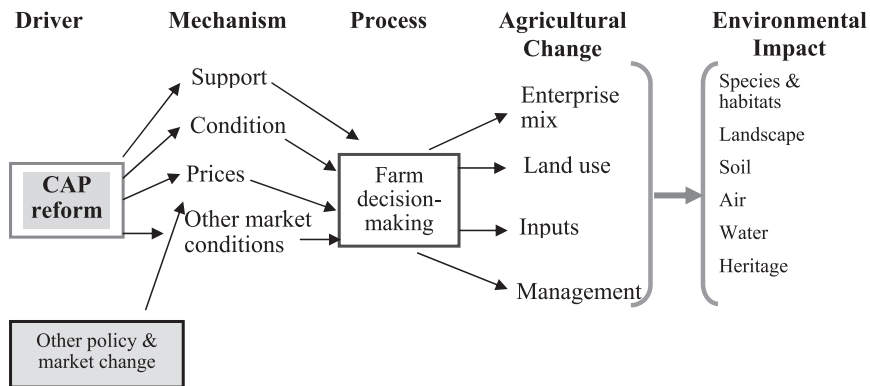 Driver
Mechanism
Process
Agricultural
Change
Environmental
Impact
Support
Condition
Prices
Other market
conditions
CAP
reform
Other policy &
market change
Farm
decision-
making
Enterprise
mix
Land use
Inputs
Management
Species &
habitats
Landscape
Soil
Air
Water
Heritage